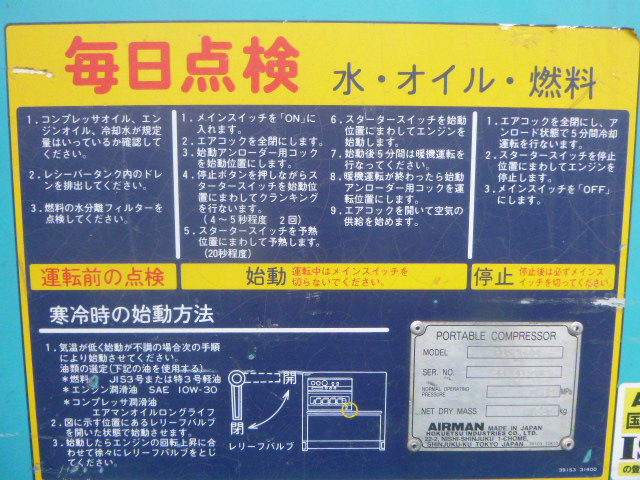 毎日点検 水・オイル・燃料
1. コンプレッサオイル、エン
ジンオイル、冷却水が規定
量はいっているか確認して
ください。
2. レシーバータンク内のドレ
ンを排出してください。
3. 燃料の水分離フィルターを
点検してください。
1. メインスイッチを「ON」に
入れます。
2. エアコックを全閉にします。
3. 始動アンローダー用コック
を始動位置にします。
4. 停止ボタンを押しながらス
タータースイッチを始動位
置にまわしてクランキング
を行ないます。
(4〜5秒程度 2回)
5. スタータースイッチを予熱
位置にまわして予熱します。
(20秒程度)
6. スタータースイッチを始動
位置にまわしてエンジンを
始動します。
7. 始動後5分間は暖機運転を
行なってください。
8. 暖機運転が終わったら始動
アンローダー用コックを運
転位置にします。
9. エアコックを開いて空気の
供給を始めます。
1. エアコックを全閉にし、ア
ンロード状態で5分間冷却
運転を行ないます。
2. スタータースイッチを停止
位置にまわしてエンジンを
停止します。
3. メインスイッチを「OFF」
にします。
運転前の点検
始動 運転中はメインスイッチを
切らないでください。
停止 停止後は必ずメインス
イッチを切ってください。
寒冷時の始動方法
1. 気温が低く始動が不調の場合次の手順
により始動させてください。
油類の選定(下記の油を使用する)
*燃料 JIS3号または特3号軽油
*エンジン潤滑油 SAE 10W-30
*コンプレッサ潤滑油
エアマンオイルロングライフ
2. 図に示す位置にあるレリーフバルブ
を開いた状態で始動させます。
3. 始動したらエンジンの回転上昇に合
わせて徐々にレリーフバルブをとじ
てください。
開
閉
レリーフバルブ
PORTABLE COMPRESSOR
MODEL
SER. NO.
NORMAL OPERATING
PRESSURE
MPa
NET DRY MASS
kg
AIRMAN MADE IN JAPAN
HOKUETSU INDUSTRIES CO., LTD.
22-2, NISHI-SHINJUKU 1-CHOME,
SHINJUKU-KU TOKYO JAPAN
39153 31400
国
の登